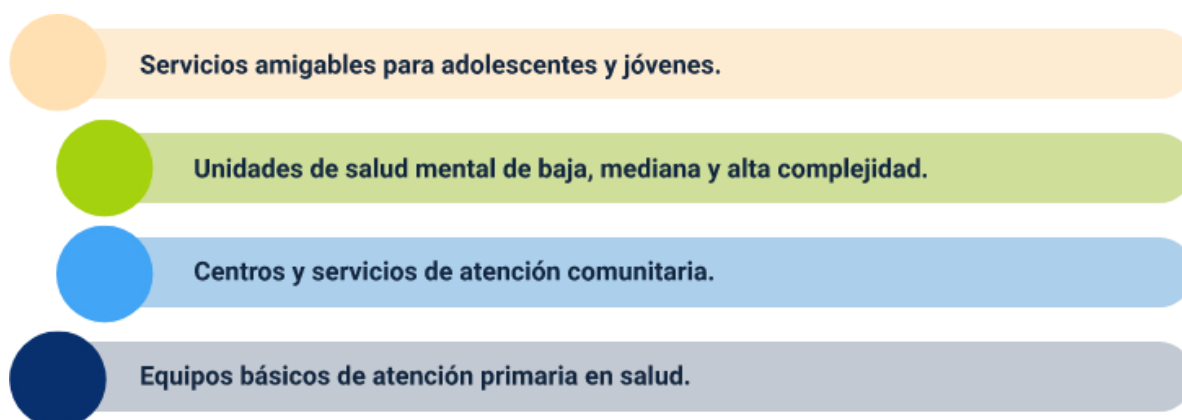 Servicios amigables para adolescentes y jóvenes.
Unidades de salud mental de baja, mediana y alta complejidad.
Centros y servicios de atención comunitaria.
Equipos básicos de atención primaria en salud.